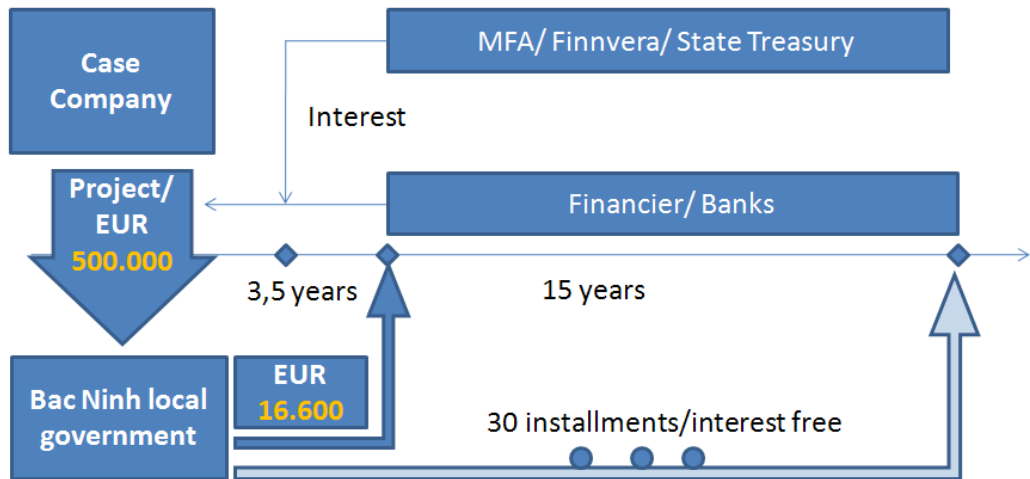 Case
Company
MFA/ Finnvera/ State Treasury
Interest
Project/
EUR
500.000
Financier/ Banks
3,5 years
15 years
Bac Ninh local
government
EUR
16.600
30 installments/interest free